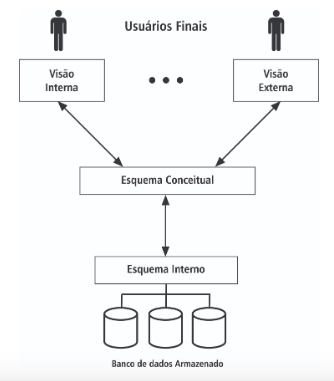 Usuários Finais
Visão
Interna
Visão
Externa
Esquema Conceitual
Esquema Interno
Banco de dados Armazenado